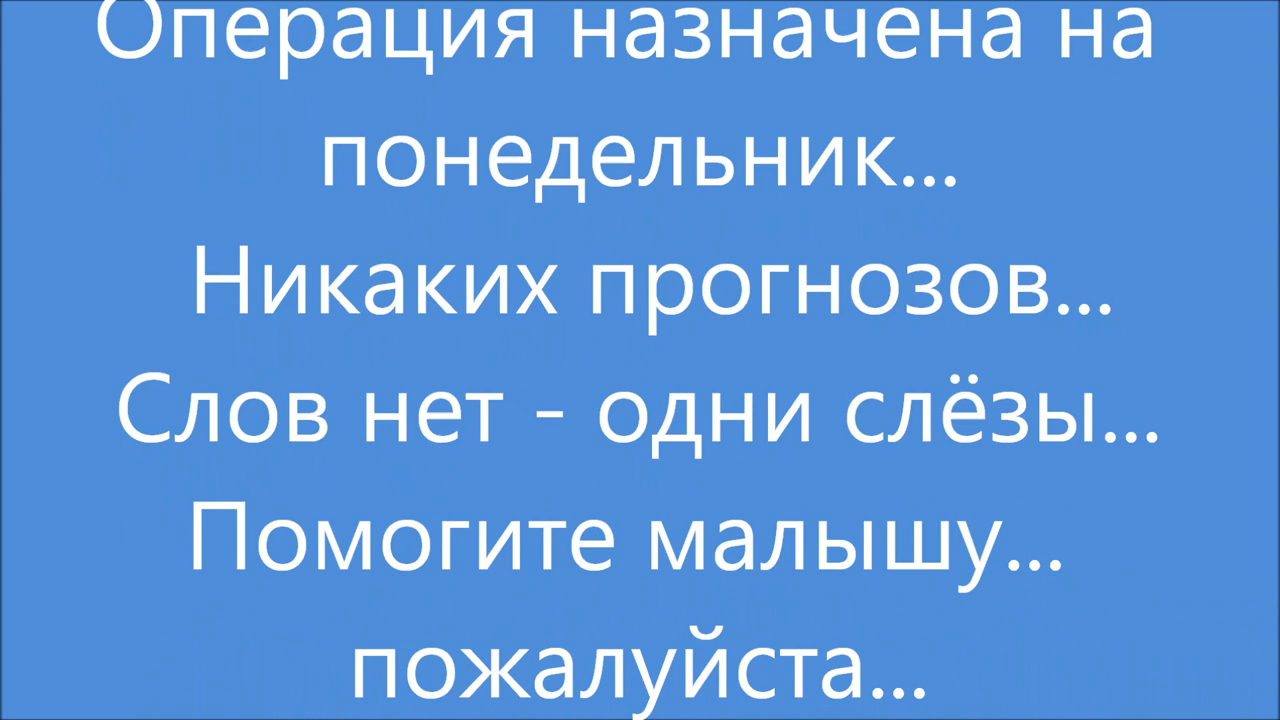 Операция назначена на
понедельник...
Никаких прогнозов...
Слов нет - одни слёзы...
Помогите малышу...
пожалуйста...